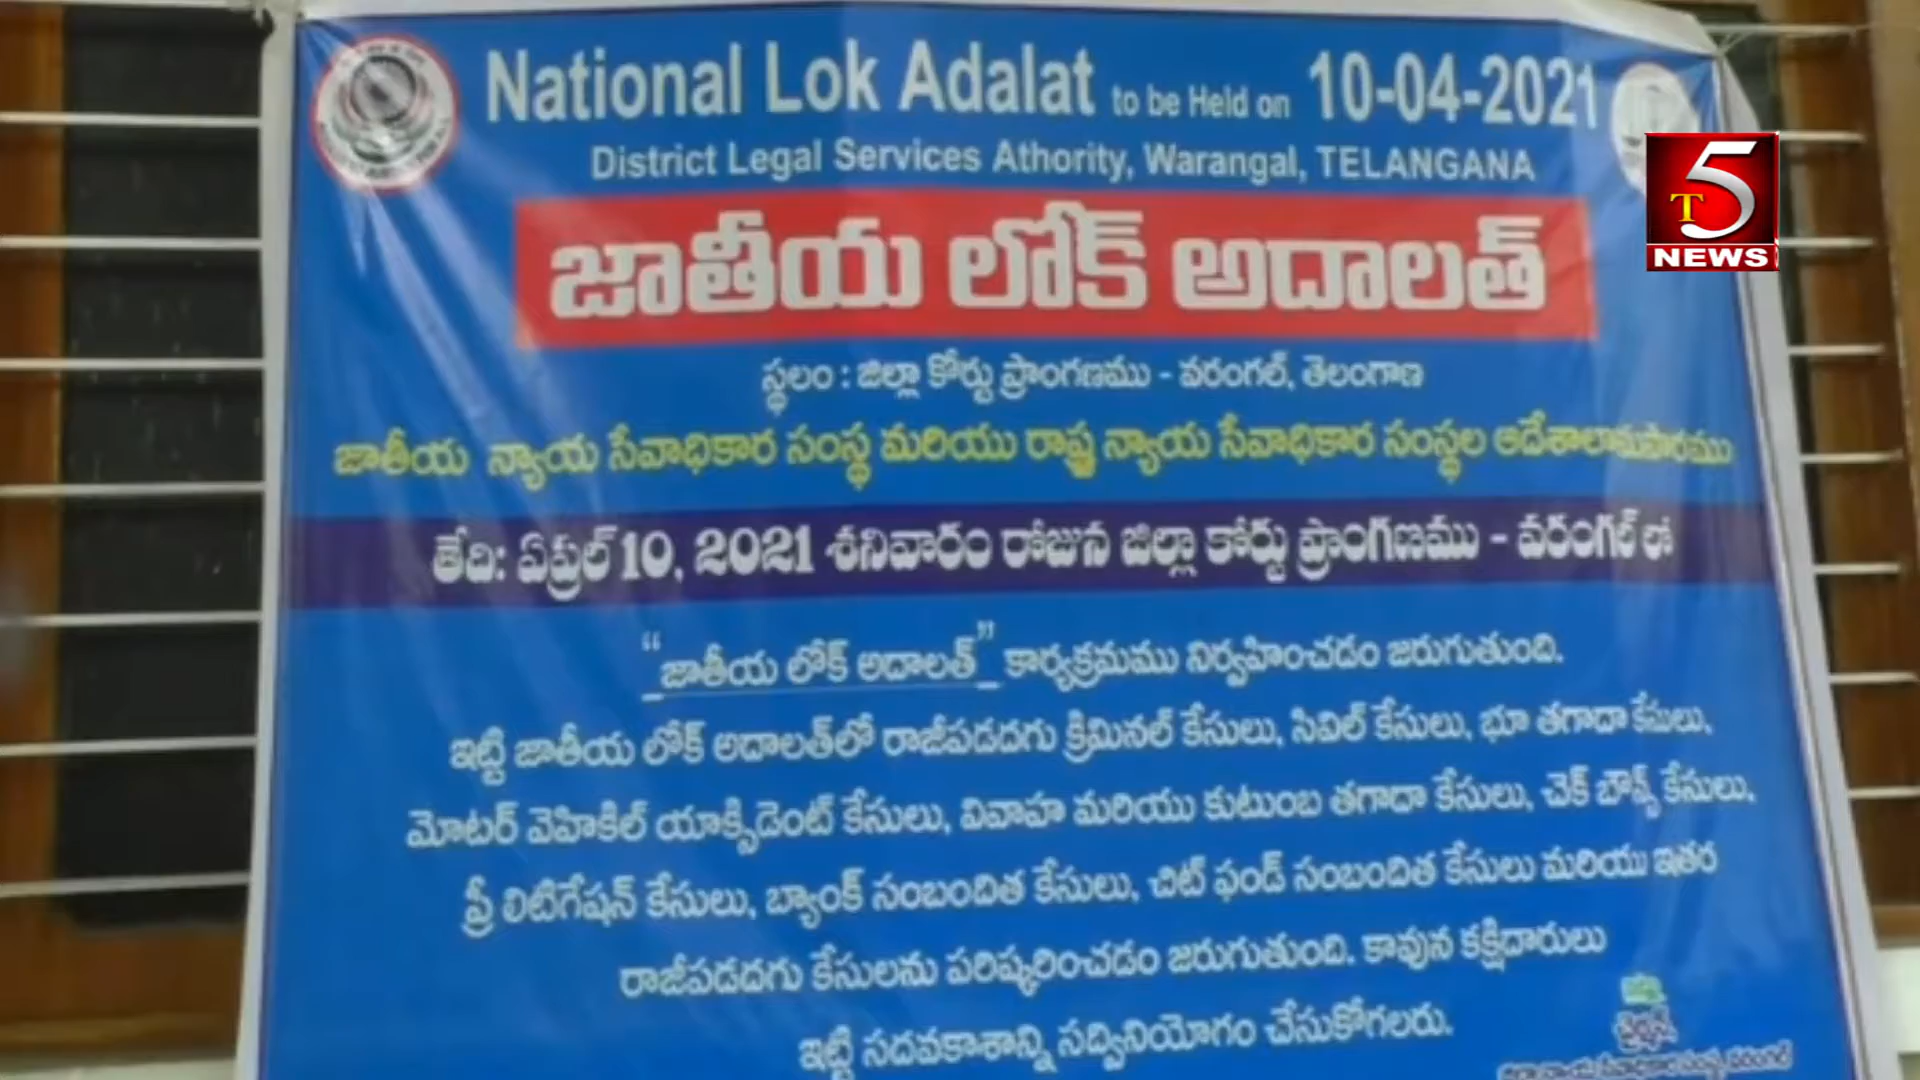 National Lok Adalat to be Held on 10-04-2021
District Legal Services Athority, Warangal, TELANGANA
T5
NEWS
జాతీయ లోక్ అదాలత్
స్థలం : జిల్లా కోర్టు ప్రాంగణము - వరంగల్, తెలంగాణ
జాతీయ న్యాయ సేవాధికార సంస్థ మరియు రాష్ట్ర న్యాయ సేవాధికార సంస్థల ఆదేశాలానుసారము
తేది: ఏప్రిల్ 10, 2021 శనివారం రోజున జిల్లా కోర్టు ప్రాంగణము - వరంగల్ లో
“జాతీయ లోక్ అదాలత్” కార్యక్రమము నిర్వహించడం జరుగుతుంది.
ఇట్టి జాతీయ లోక్ అదాలత్‌లో రాజీపడదగు క్రిమినల్ కేసులు, సివిల్ కేసులు, భూ తగాదా కేసులు,
మోటర్ వెహికిల్ యాక్సిడెంట్ కేసులు, వివాహ మరియు కుటుంబ తగాదా కేసులు, చెక్ బౌన్స్ కేసులు,
ప్రీ లిటిగేషన్ కేసులు, బ్యాంక్ సంబందిత కేసులు, చిట్ ఫండ్ సంబందిత కేసులు మరియు ఇతర
రాజీపడదగు కేసులను పరిష్కరించడం జరుగుతుంది. కావున కక్షిదారులు
ఇట్టి సదవకాశాన్ని సద్వినియోగం చేసుకోగలరు.